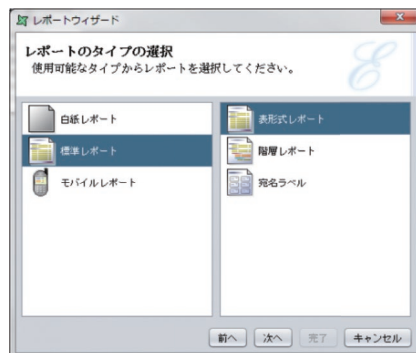 レポートウィザード
レポートのタイプの選択
使用可能なタイプからレポートを選択してください。
白紙レポート
標準レポート
モバイルレポート
表形式レポート
階層レポート
宛名ラベル
前へ
次へ
完了
キャンセル